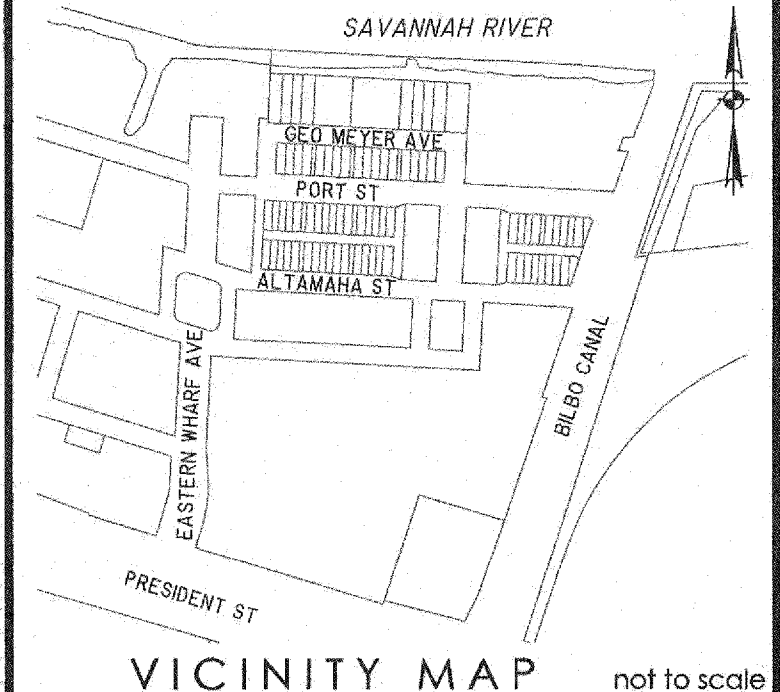 SAVANNAH RIVER
GEO MEYER AVE
PORT ST
ALTAMAHA ST
BILBO CANAL
EASTERN WHARF AVE
PRESIDENT ST
VICINITY MAP not to scale